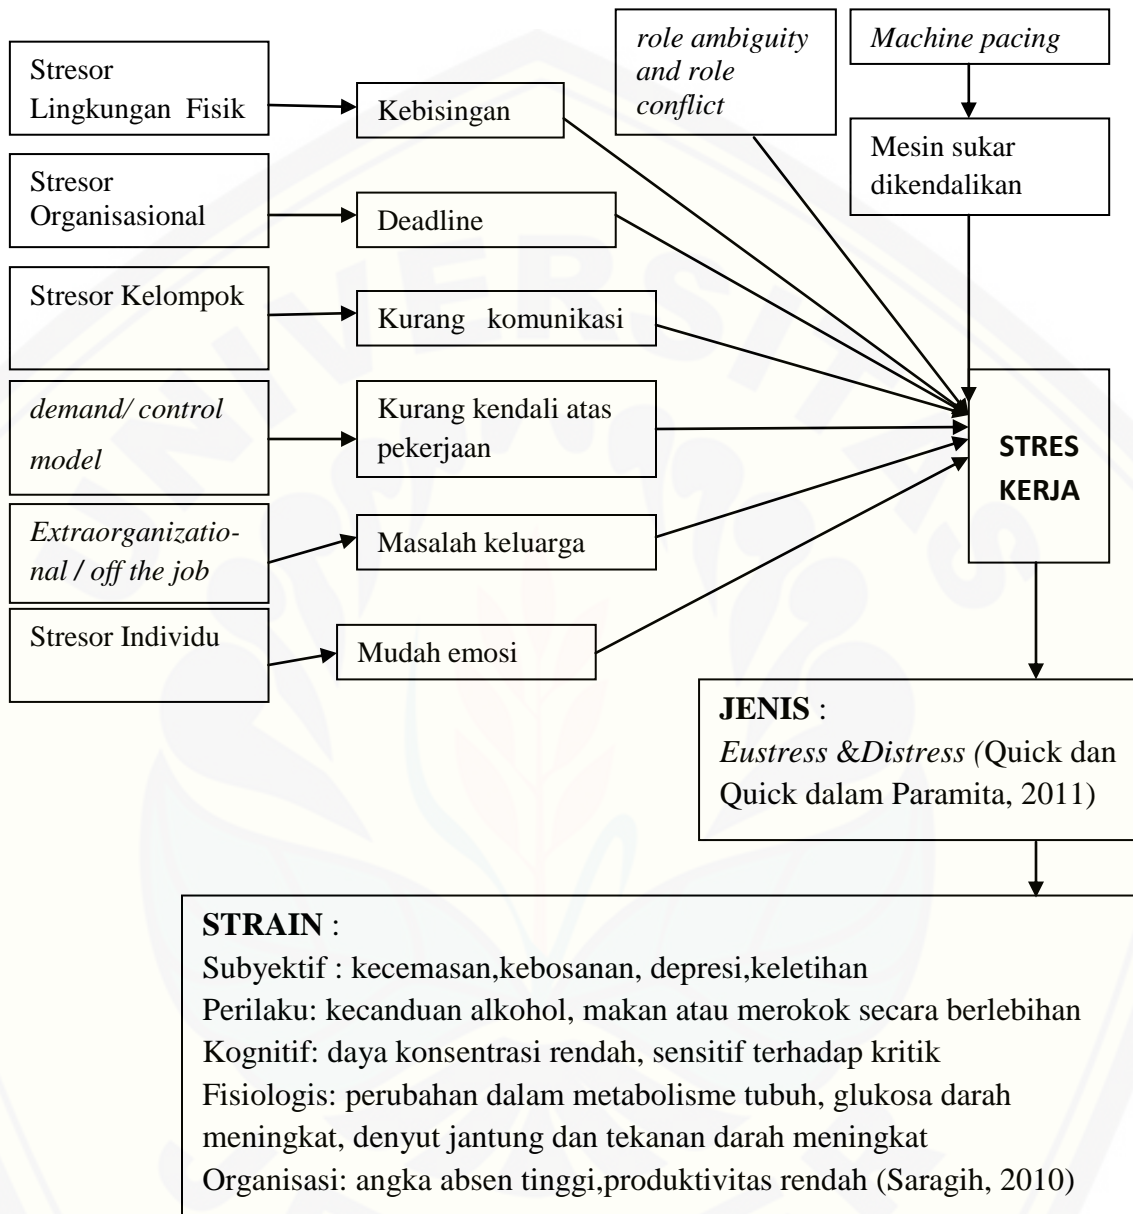 role ambiguity
and role
conflict
Machine pacing
Stresor
Lingkungan Fisik
Kebisingan
Mesin sukar
dikendalikan
Stresor
Organisasional
Deadline
Stresor Kelompok
Kurang komunikasi
demand/ control
model
Kurang kendali atas
pekerjaan
STRES
KERJA
Extraorganizatio-
nal / off the job
Masalah keluarga
Stresor Individu
Mudah emosi
JENIS :
Eustress &Distress (Quick dan
Quick dalam Paramita, 2011)
STRAIN :
Subyektif : kecemasan,kebosanan, depresi,keletihan
Perilaku: kecanduan alkohol, makan atau merokok secara berlebihan
Kognitif: daya konsentrasi rendah, sensitif terhadap kritik
Fisiologis: perubahan dalam metabolisme tubuh, glukosa darah
meningkat, denyut jantung dan tekanan darah meningkat
Organisasi: angka absen tinggi,produktivitas rendah (Saragih, 2010)
UNIVERSITAS